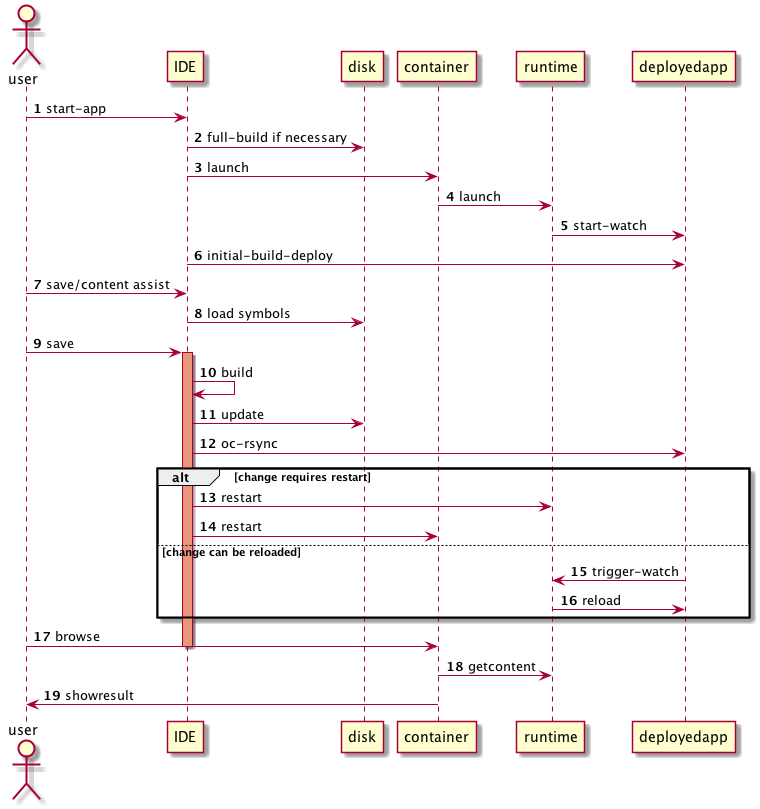 user
IDE
disk
container
runtime
deployedapp
1 start-app
2 full-build if necessary
3 launch
4 launch
5 start-watch
6 initial-build-deploy
7 save/content assist
8 load symbols
9 save
10 build
11 update
12 oc-rsync
alt [change requires restart]
13 restart
14 restart
[change can be reloaded]
15 trigger-watch
16 reload
17 browse
18 getcontent
19 showresult
user
IDE
disk
container
runtime
deployedapp